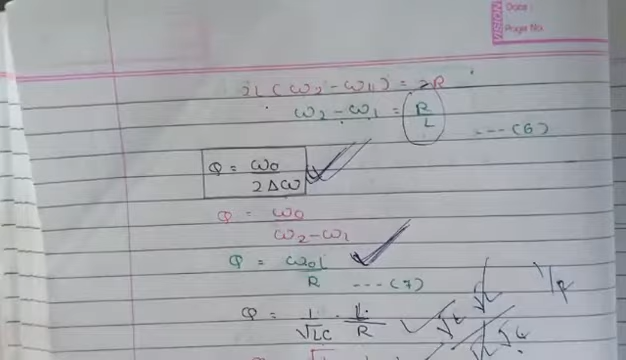 VISION
Date :
Page No.
2L (ω2 - ω1) = 2R
ω2 - ω1 = R/L --- (6)
Q = ω0 / 2Δω
Q = ω0 / ω2 - ω1
Q = ω0L / R --- (7)
Q = 1/√LC · L/R
1/R